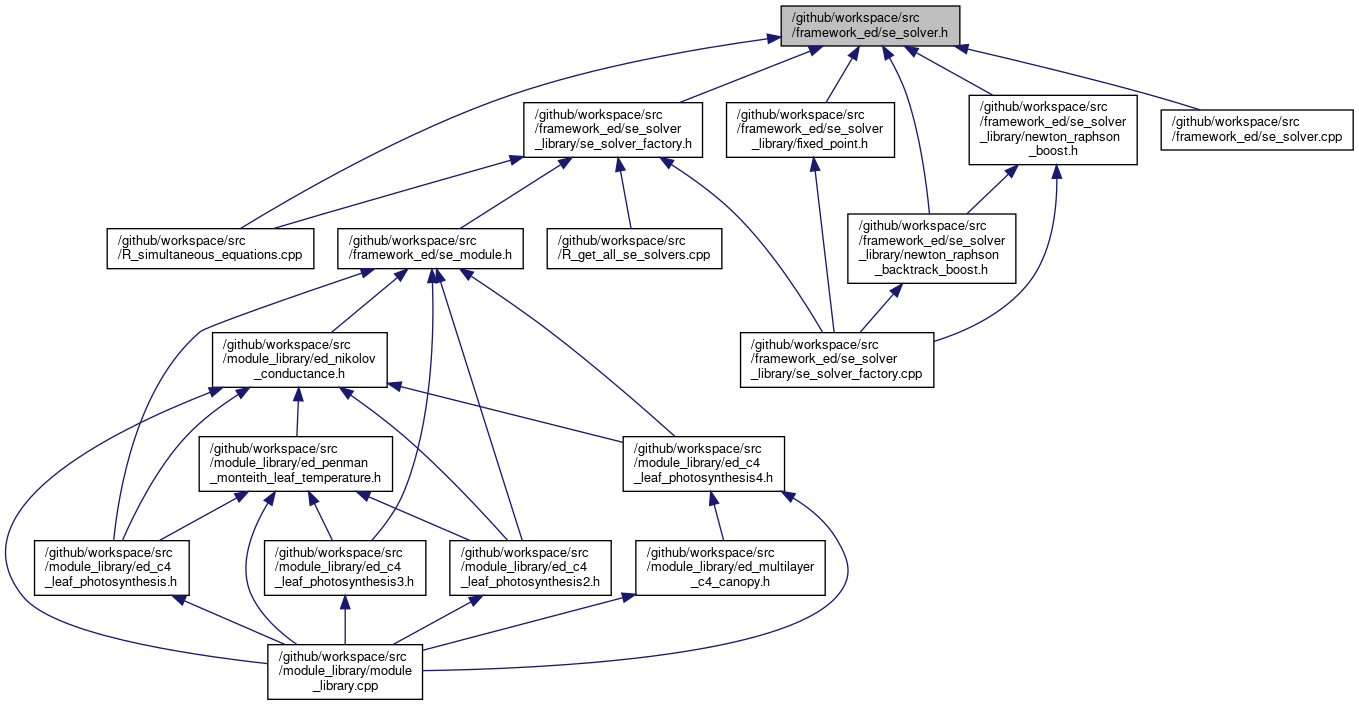 /github/workspace/src
/framework_ed/se_solver.h
/github/workspace/src
/framework_ed/se_solver
_library/se_solver_factory.h
/github/workspace/src
/framework_ed/se_solver
_library/fixed_point.h
/github/workspace/src
/framework_ed/se_solver
_library/newton_raphson
_boost.h
/github/workspace/src
/framework_ed/se_solver.cpp
/github/workspace/src
/R_simultaneous_equations.cpp
/github/workspace/src
/framework_ed/se_module.h
/github/workspace/src
/R_get_all_se_solvers.cpp
/github/workspace/src
/framework_ed/se_solver
_library/newton_raphson
_backtrack_boost.h
/github/workspace/src
/module_library/ed_nikolov
_conductance.h
/github/workspace/src
/framework_ed/se_solver
_library/se_solver_factory.cpp
/github/workspace/src
/module_library/ed_penman
_monteith_leaf_temperature.h
/github/workspace/src
/module_library/ed_c4
_leaf_photosynthesis4.h
/github/workspace/src
/module_library/ed_c4
_leaf_photosynthesis.h
/github/workspace/src
/module_library/ed_c4
_leaf_photosynthesis3.h
/github/workspace/src
/module_library/ed_c4
_leaf_photosynthesis2.h
/github/workspace/src
/module_library/ed_multilayer
_c4_canopy.h
/github/workspace/src
/module_library/module
_library.cpp